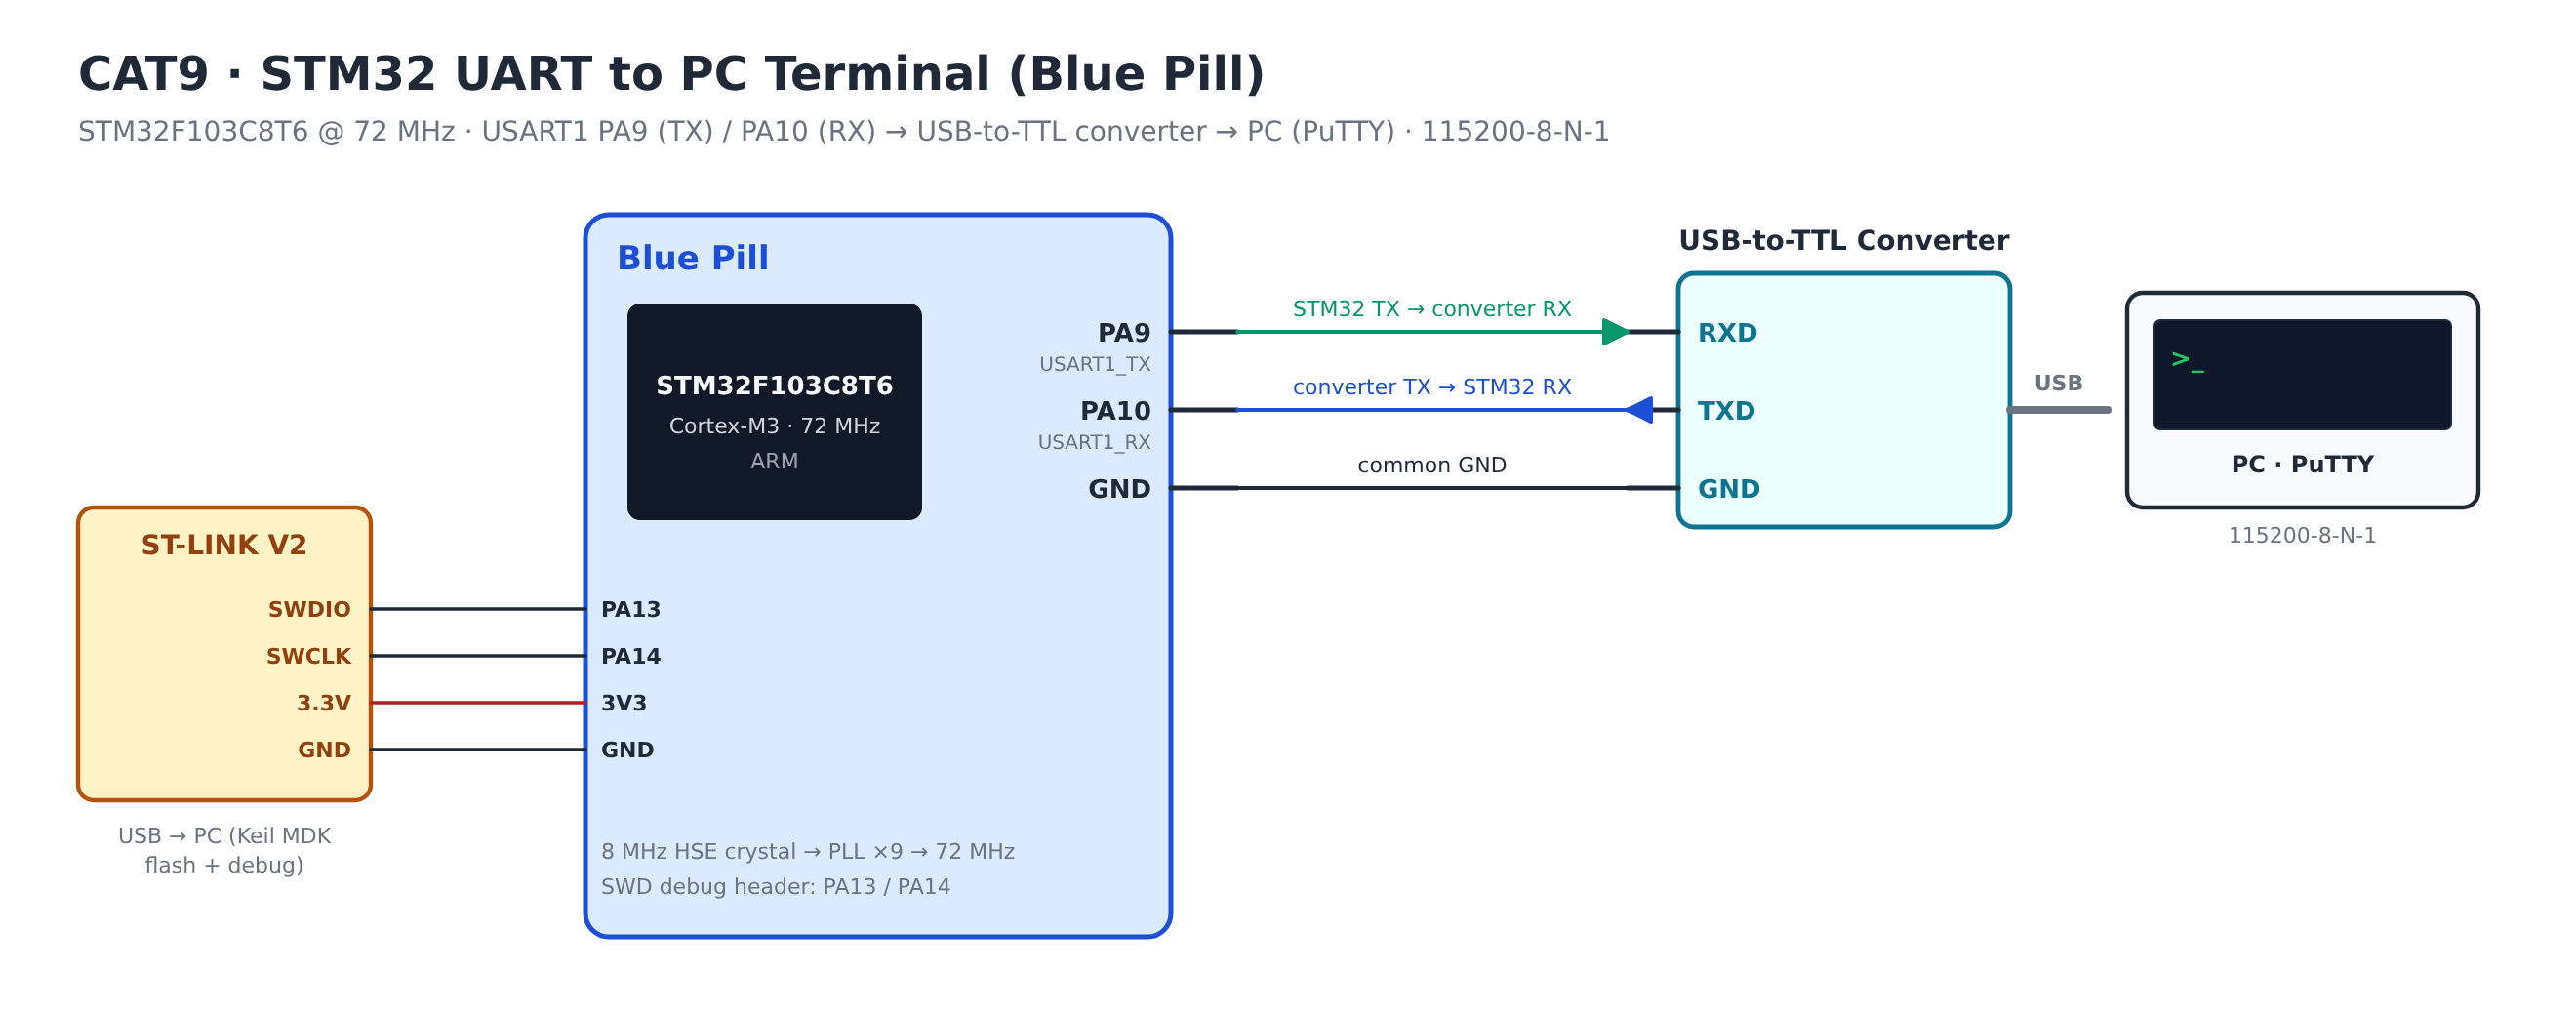 CAT9 · STM32 UART to PC Terminal (Blue Pill)
STM32F103C8T6 @ 72 MHz · USART1 PA9 (TX) / PA10 (RX) → USB-to-TTL converter → PC (PuTTY) · 115200-8-N-1
Blue Pill
STM32F103C8T6
Cortex-M3 · 72 MHz
ARM
PA9
USART1_TX
PA10
USART1_RX
GND
STM32 TX → converter RX
converter TX → STM32 RX
common GND
USB-to-TTL Converter
RXD
TXD
GND
USB
>_
PC · PuTTY
115200-8-N-1
ST-LINK V2
SWDIO
SWCLK
3.3V
GND
PA13
PA14
3V3
GND
USB → PC (Keil MDK
flash + debug)
8 MHz HSE crystal → PLL ×9 → 72 MHz
SWD debug header: PA13 / PA14